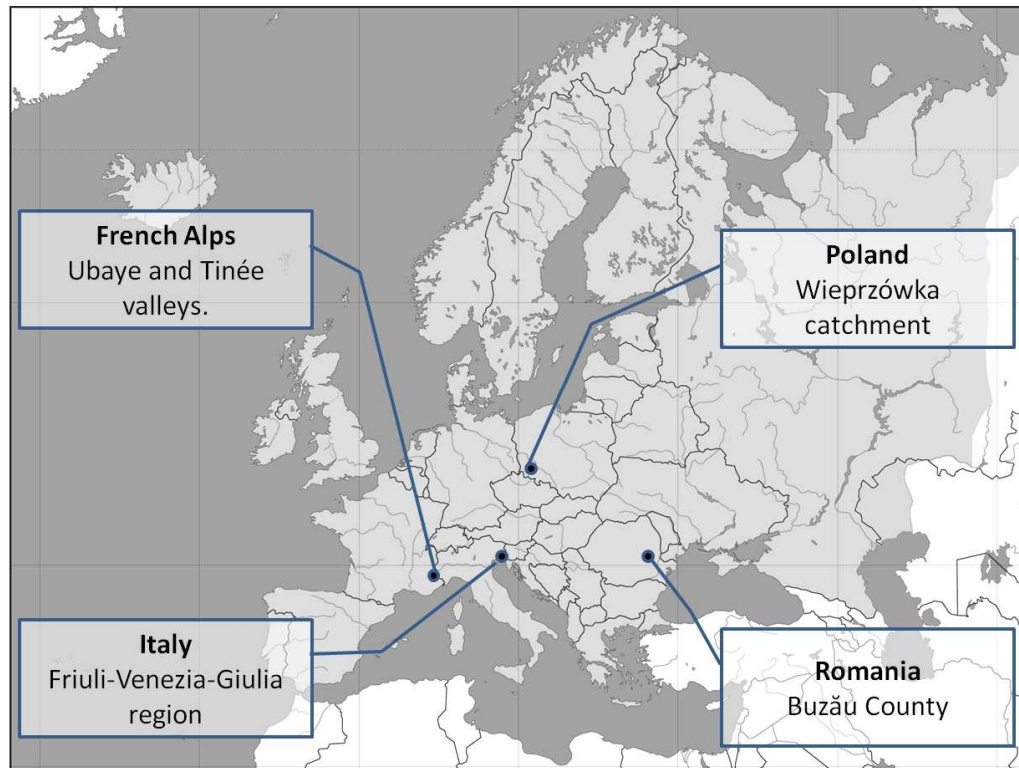 French Alps
Ubaye and Tinée
valleys.
Poland
Wieprzówka
catchment
Italy
Friuli-Venezia-Giulia
region
Romania
Buzău County